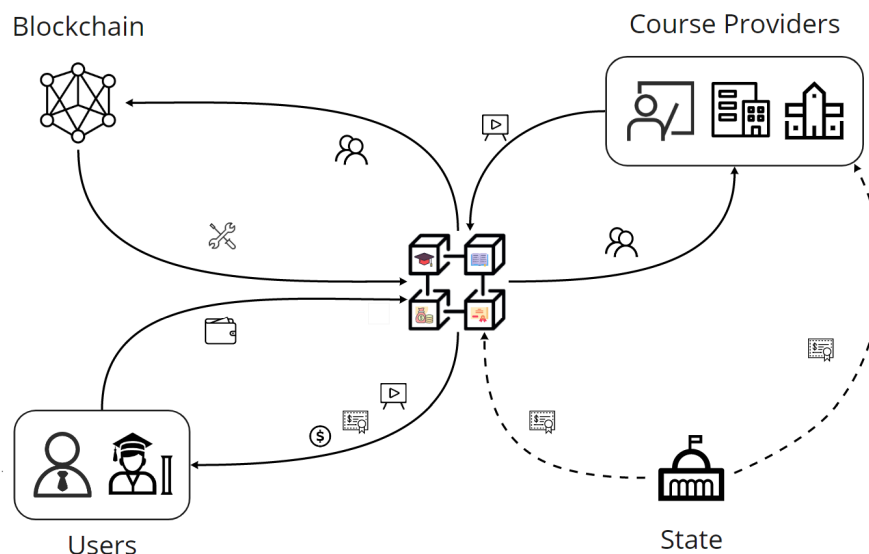 Blockchain
Course Providers
$
$
$
Users
State